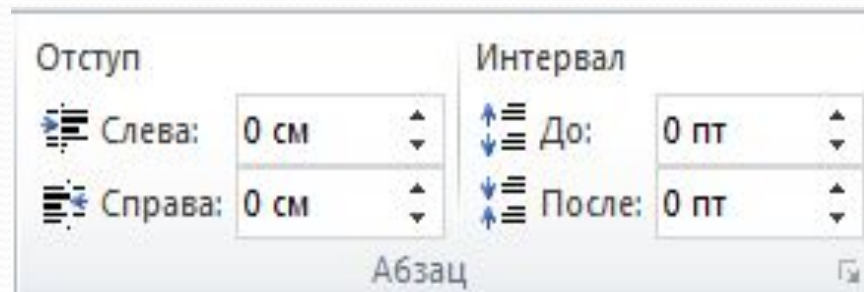 Отступ Интервал
Слева: 0 см До: 0 пт
Справа: 0 см После: 0 пт
Абзац